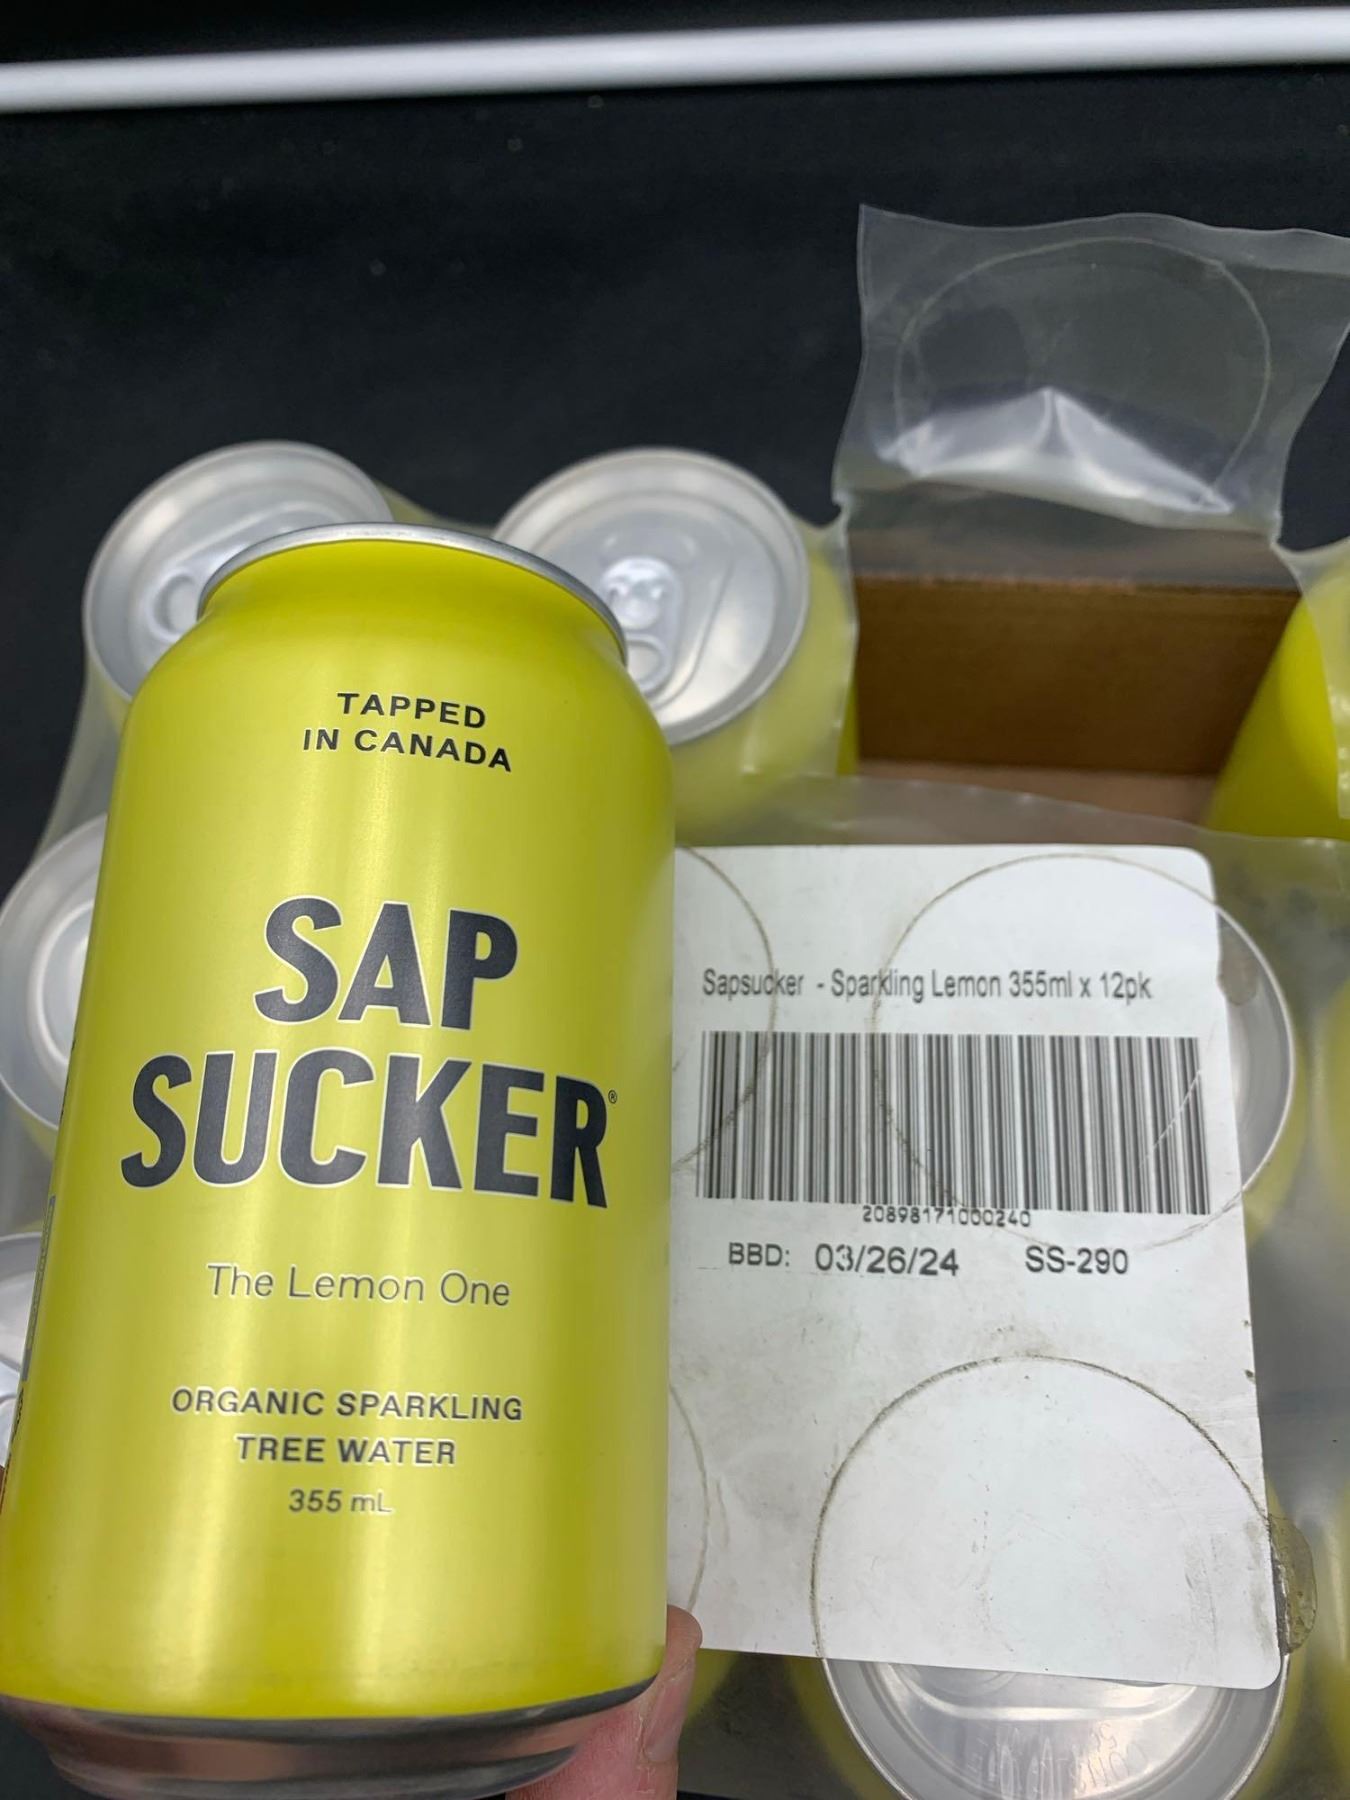 TAPPED
IN CANADA
SAP
SUCKER®
The Lemon One
ORGANIC SPARKLING
TREE WATER
355 mL
Sapsucker - Sparkling Lemon 355ml x 12pk
20898171000240
BBD: 03/26/24 SS-290